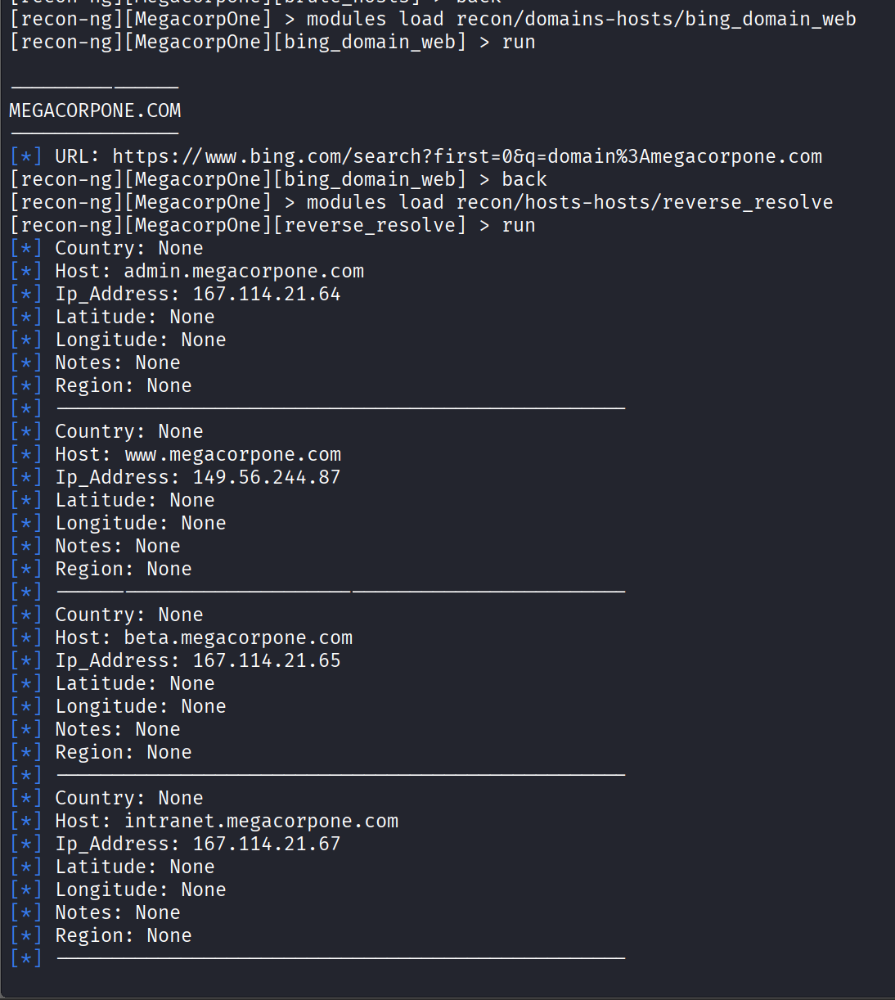 [recon-ng][MegacorpOne][brute_hosts] > back
[recon-ng][MegacorpOne] > modules load recon/domains-hosts/bing_domain_web
[recon-ng][MegacorpOne][bing_domain_web] > run
---------------
MEGACORPONE.COM
---------------
[*] URL: https://www.bing.com/search?first=0&q=domain%3Amegacorpone.com
[recon-ng][MegacorpOne][bing_domain_web] > back
[recon-ng][MegacorpOne] > modules load recon/hosts-hosts/reverse_resolve
[recon-ng][MegacorpOne][reverse_resolve] > run
[*] Country: None
[*] Host: admin.megacorpone.com
[*] Ip_Address: 167.114.21.64
[*] Latitude: None
[*] Longitude: None
[*] Notes: None
[*] Region: None
[*] --------------------------------------------------
[*] Country: None
[*] Host: www.megacorpone.com
[*] Ip_Address: 149.56.244.87
[*] Latitude: None
[*] Longitude: None
[*] Notes: None
[*] Region: None
[*] --------------------------------------------------
[*] Country: None
[*] Host: beta.megacorpone.com
[*] Ip_Address: 167.114.21.65
[*] Latitude: None
[*] Longitude: None
[*] Notes: None
[*] Region: None
[*] --------------------------------------------------
[*] Country: None
[*] Host: intranet.megacorpone.com
[*] Ip_Address: 167.114.21.67
[*] Latitude: None
[*] Longitude: None
[*] Notes: None
[*] Region: None
[*] --------------------------------------------------